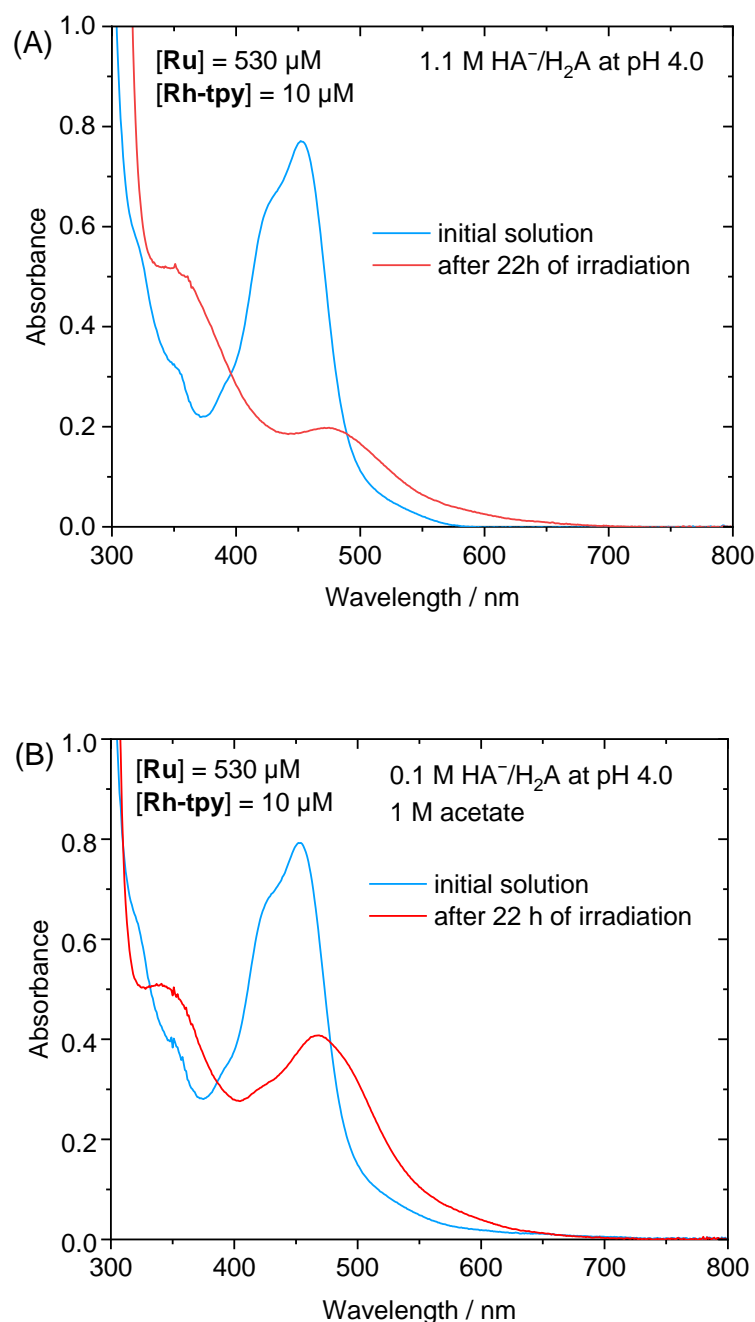 (A)
[Ru] = 530 µM
[Rh-tpy] = 10 µM
1.1 M HA⁻/H₂A at pH 4.0
initial solution
after 22h of irradiation
Absorbance
1.0
0.8
0.6
0.4
0.2
0.0
300 400 500 600 700 800
Wavelength / nm
(B)
[Ru] = 530 µM
[Rh-tpy] = 10 µM
0.1 M HA⁻/H₂A at pH 4.0
1 M acetate
initial solution
after 22 h of irradiation
Absorbance
1.0
0.8
0.6
0.4
0.2
0.0
300 400 500 600 700 800
Wavelength / nm